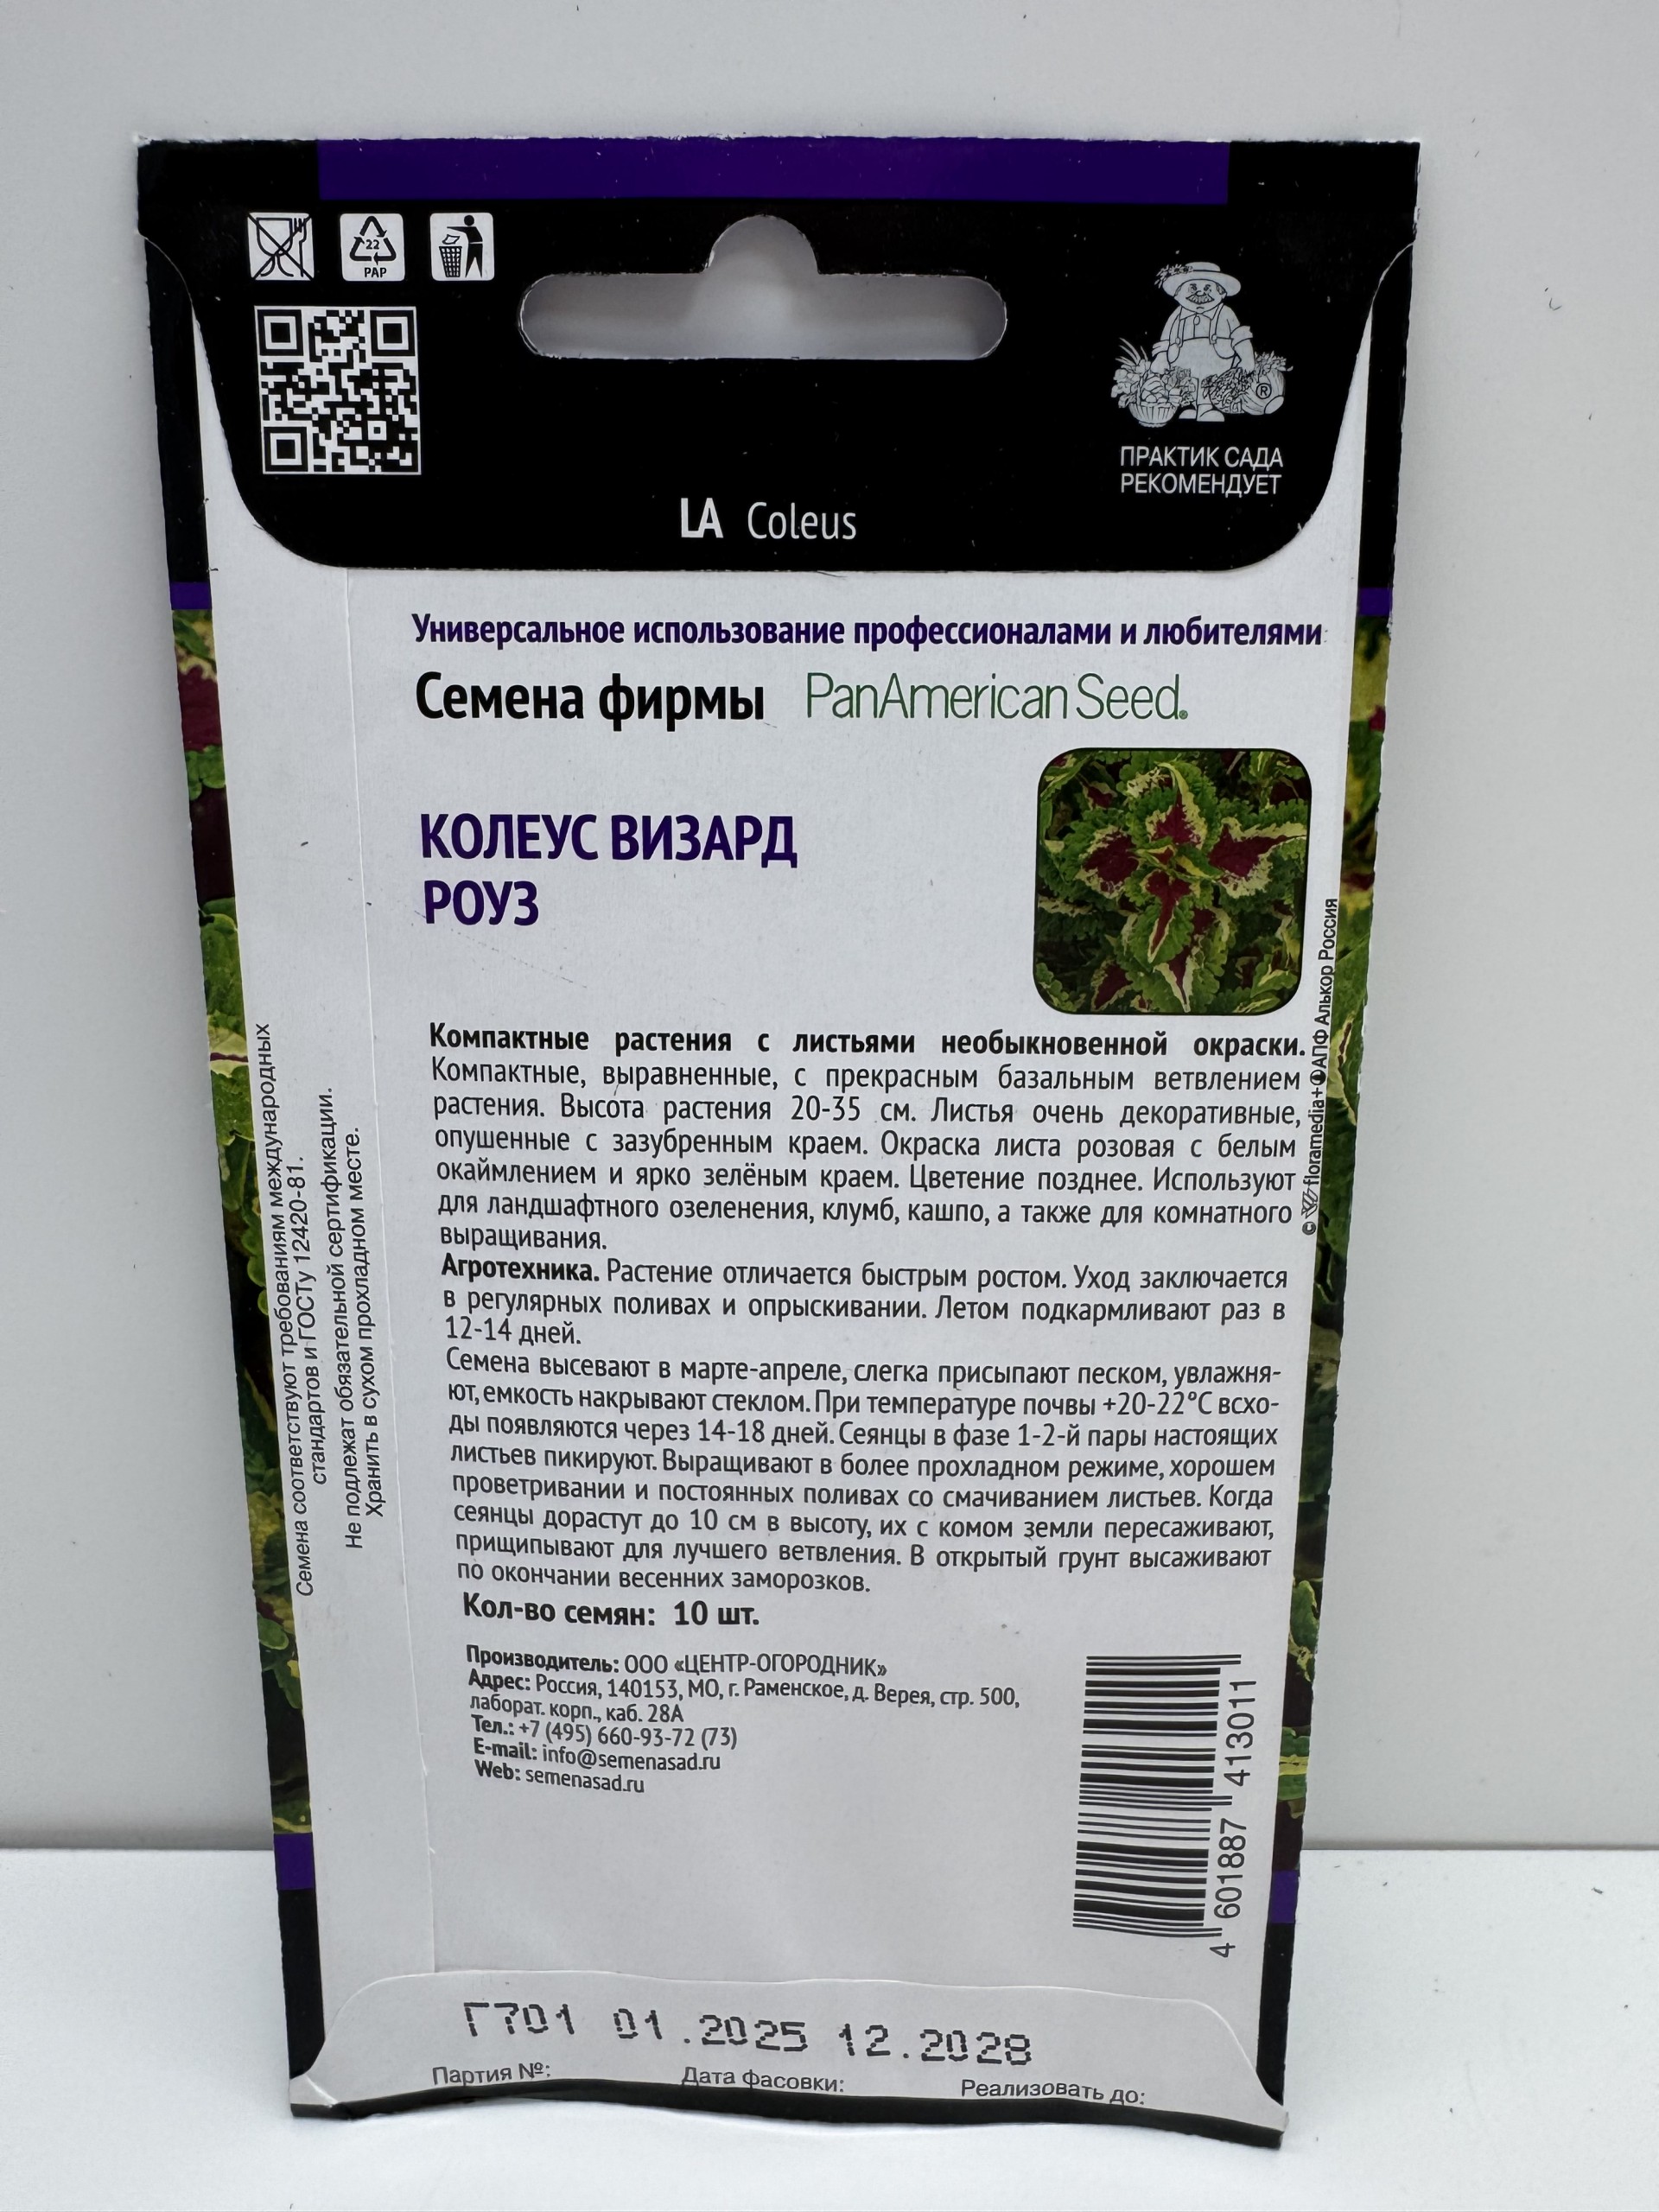 22
PAP
ПРАКТИК САДА
РЕКОМЕНДУЕТ
LA Coleus
Универсальное использование профессионалами и любителями
Семена фирмы PanAmerican Seed
КОЛЕУС ВИЗАРД
РОУЗ
Компактные растения с листьями необыкновенной окраски.
Компактные, выравненные, с прекрасным базальным ветвлением
растения. Высота растения 20-35 см. Листья очень декоративные,
опушенные с зазубренным краем. Окраска листа розовая с белым
окаймлением и ярко зелёным краем. Цветение позднее. Используют
для ландшафтного озеленения, клумб, кашпо, а также для комнатного
выращивания.
Агротехника. Растение отличается быстрым ростом. Уход заключается
в регулярных поливах и опрыскивании. Летом подкармливают раз в
12-14 дней.
Семена высевают в марте-апреле, слегка присыпают песком, увлажня-
ют, емкость накрывают стеклом. При температуре почвы +20-22°С всхо-
ды появляются через 14-18 дней. Сеянцы в фазе 1-2-й пары настоящих
листьев пикируют. Выращивают в более прохладном режиме, хорошем
проветривании и постоянных поливах со смачиванием листьев. Когда
сеянцы дорастут до 10 см в высоту, их с комом земли пересаживают,
прищипывают для лучшего ветвления. В открытый грунт высаживают
по окончании весенних заморозков.
Кол-во семян: 10 шт.
Производитель: ООО «ЦЕНТР-ОГОРОДНИК»
Адрес: Россия, 140153, МО, г. Раменское, д. Верея, стр. 500,
лаборат. корп., каб. 28А
Тел.: +7 (495) 660-93-72 (73)
E-mail: info@semenasad.ru
Web: semenasad.ru
4 601887 413011
© floramedia+ АПФ Алькор Россия
Семена соответствуют требованиям международных
стандартов и ГОСТу 12420-81.
Не подлежат обязательной сертификации.
Хранить в сухом прохладном месте.
Г701 01.2025 12.2028
Партия №: Дата фасовки: Реализовать до: